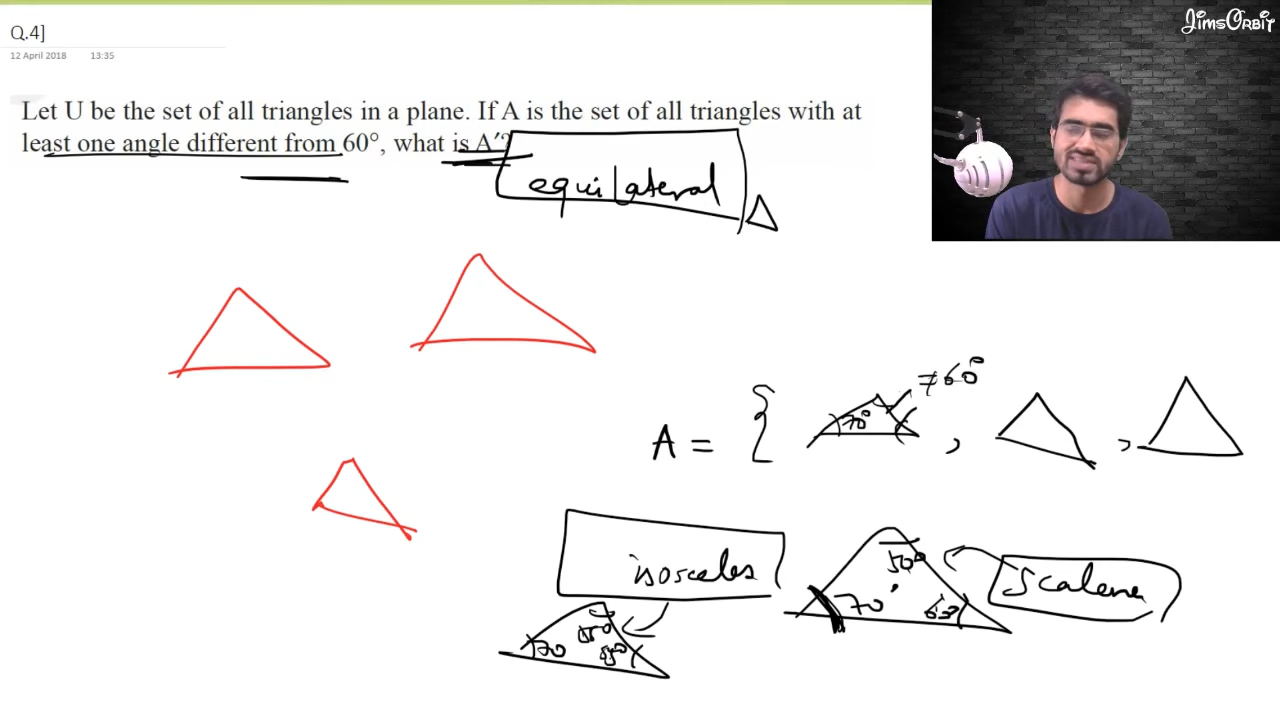 Q.4]
JimsOrbit
12 April 2018 13:35
Let U be the set of all triangles in a plane. If A is the set of all triangles with at
least one angle different from 60°, what is A′?
equilateral Δ
≠60°
A = { 70° , ,
isosceles
50°
scalene
70° 60
70 55°